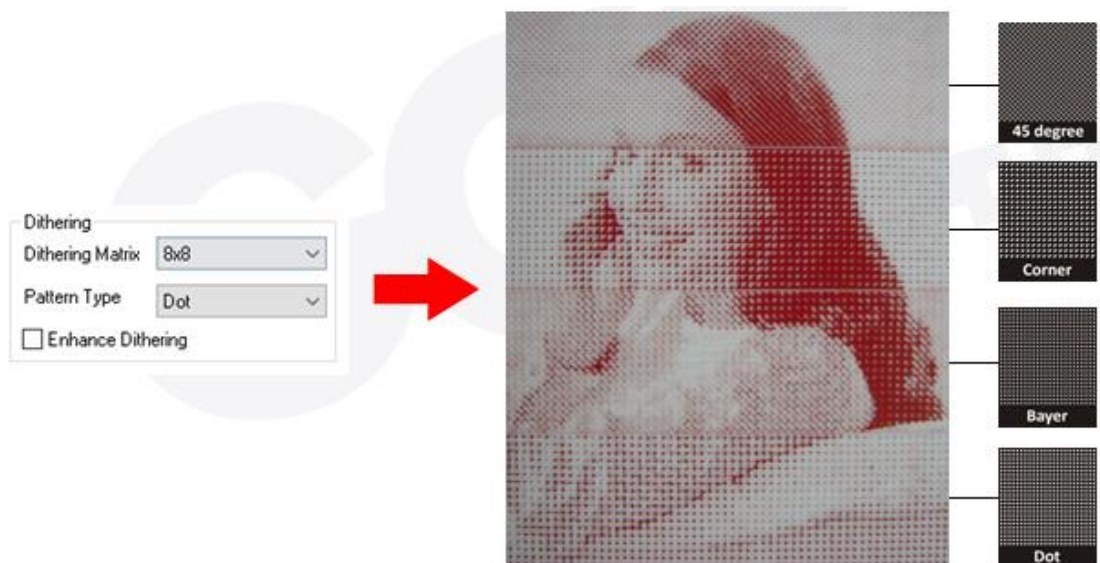 Dithering
Dithering Matrix 8x8
Pattern Type Dot
Enhance Dithering
45 degree
Corner
Bayer
Dot